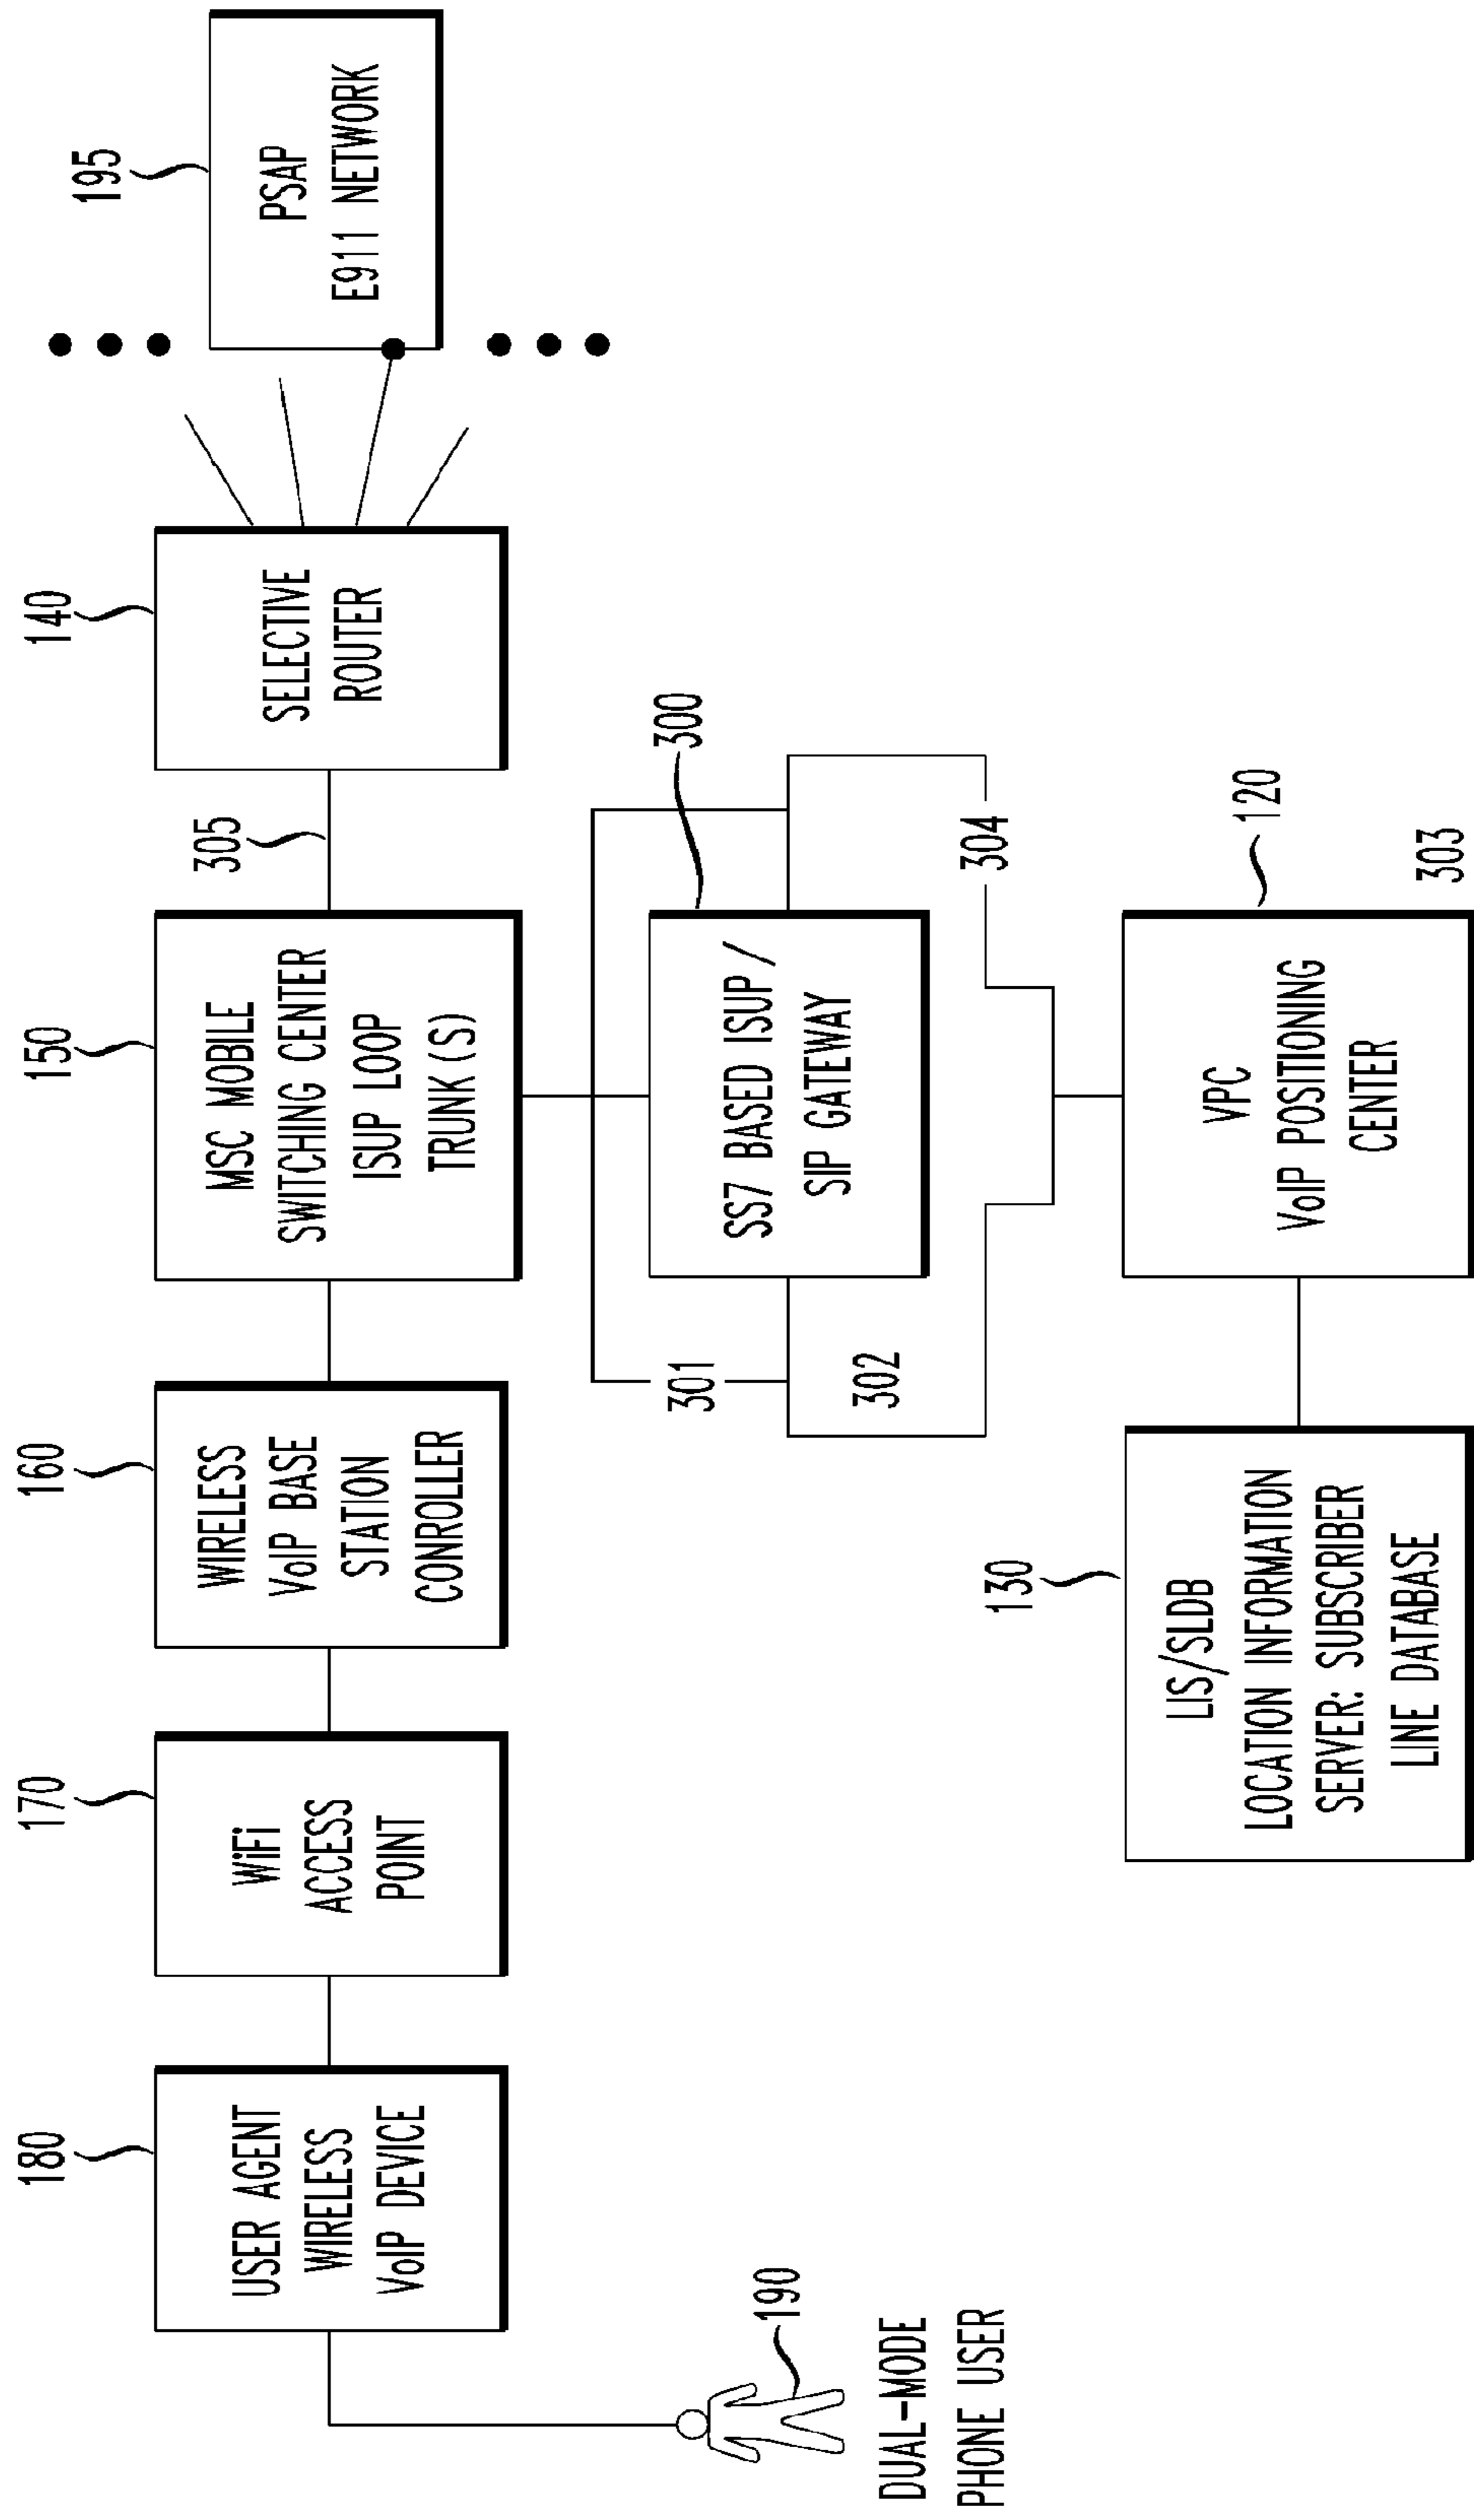 180
170
160
150
140
195
USER AGENT
WIRELESS
VoIP DEVICE
WiFi
ACCESS
POINT
WIRELESS
VoIP BASE
STATION
CONROLLER
MSC MOBILE
SWITCHING CENTER
ISUP LOOP
TRUNK(S)
305
SELECTIVE
ROUTER
PSAP
E911 NETWORK
190
DUAL-MODE
PHONE USER
301
302
SS7 BASED ISUP /
SIP GATEWAY
300
304
130
LIS/SLDB
LOCATION INFORMATION
SERVER: SUBSCRIBER
LINE DATABASE
VPC
VoIP POSITIONING
CENTER
120
303